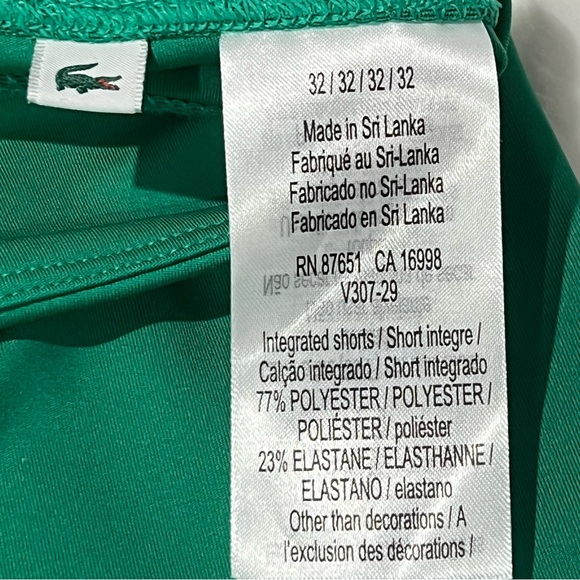 32 / 32 / 32 / 32
Made in Sri Lanka
Fabriqué au Sri-Lanka
Fabricado no Sri-Lanka
Fabricado en Sri Lanka
RN 87651 CA 16998
V307-29
Integrated shorts / Short integre /
Calção integrado / Short integrado
77% POLYESTER / POLYESTER /
POLIÉSTER / poliéster
23% ELASTANE / ELASTHANNE /
ELASTANO / elastano
Other than decorations / A
l'exclusion des décorations /